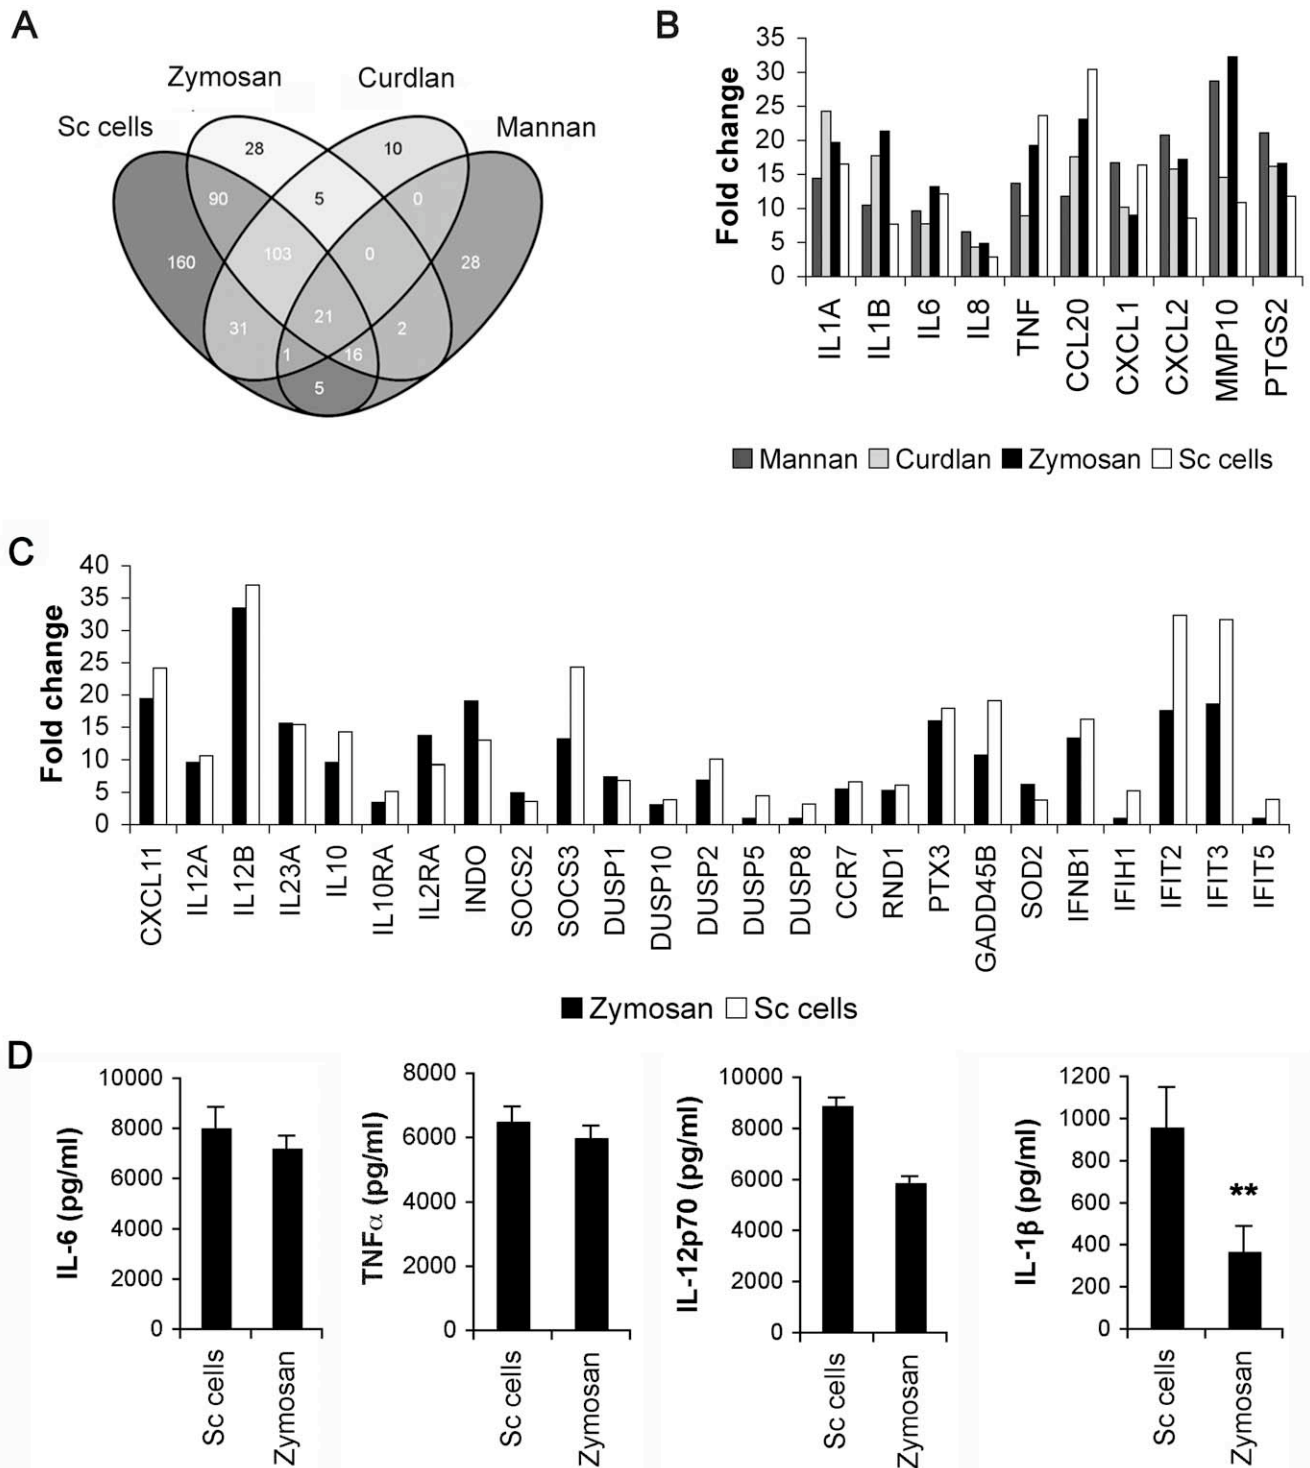 A
Zymosan Curdlan
Sc cells Mannan
28 10
90 5 0
160 103 0 28
31 21 2
1 16
5
B
Fold change
35
30
25
20
15
10
5
0
IL1A IL1B IL6 IL8 TNF CCL20 CXCL1 CXCL2 MMP10 PTGS2
Mannan Curdlan Zymosan Sc cells
C
Fold change
40
35
30
25
20
15
10
5
0
CXCL11 IL12A IL12B IL23A IL10 IL10RA IL2RA INDO SOCS2 SOCS3 DUSP1 DUSP10 DUSP2 DUSP5 DUSP8 CCR7 RND1 PTX3 GADD45B SOD2 IFNB1 IFIH1 IFIT2 IFIT3 IFIT5
Zymosan Sc cells
D
IL-6 (pg/ml)
10000
8000
6000
4000
2000
0
Sc cells Zymosan
TNFα (pg/ml)
8000
6000
4000
2000
0
Sc cells Zymosan
IL-12p70 (pg/ml)
10000
8000
6000
4000
2000
0
Sc cells Zymosan
IL-1β (pg/ml)
1200
1000
800
600
400
200
0
**
Sc cells Zymosan